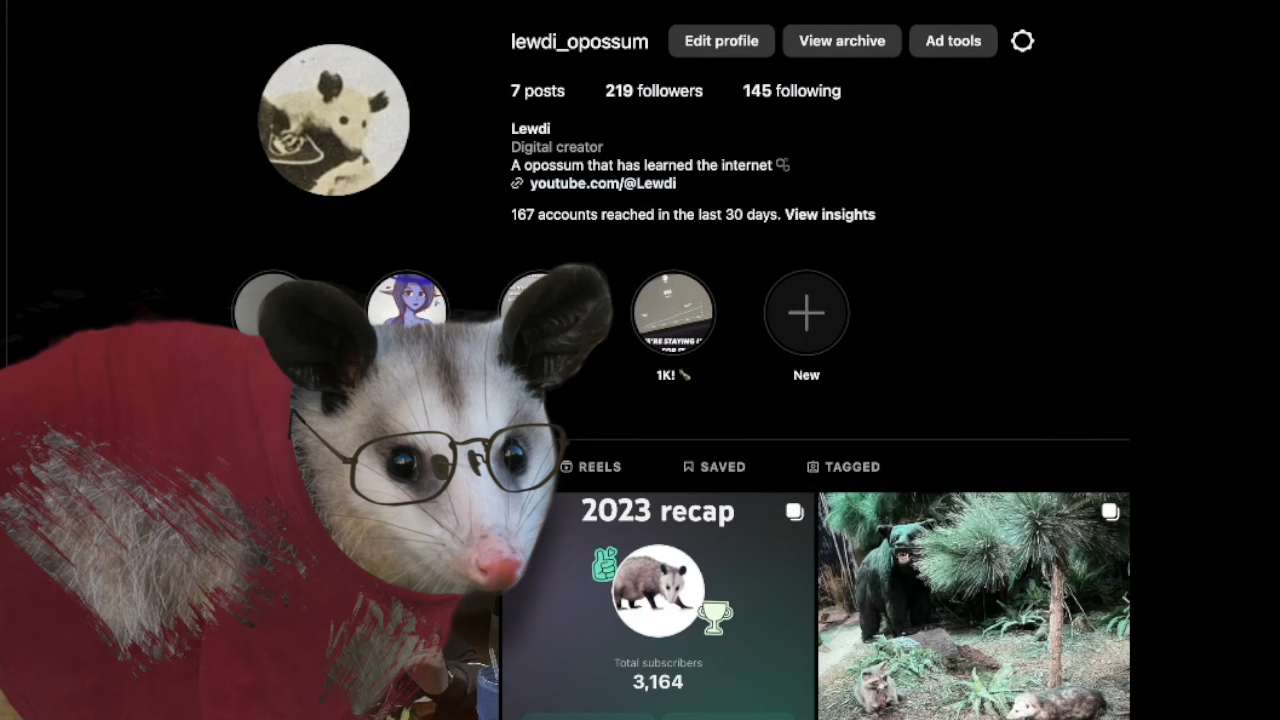 lewdi_opossum Edit profile View archive Ad tools
7 posts 219 followers 145 following
Lewdi
Digital creator
A opossum that has learned the internet
youtube.com/@Lewdi
167 accounts reached in the last 30 days. View insights
1K! New
REELS SAVED TAGGED
2023 recap
Total subscribers
3,164